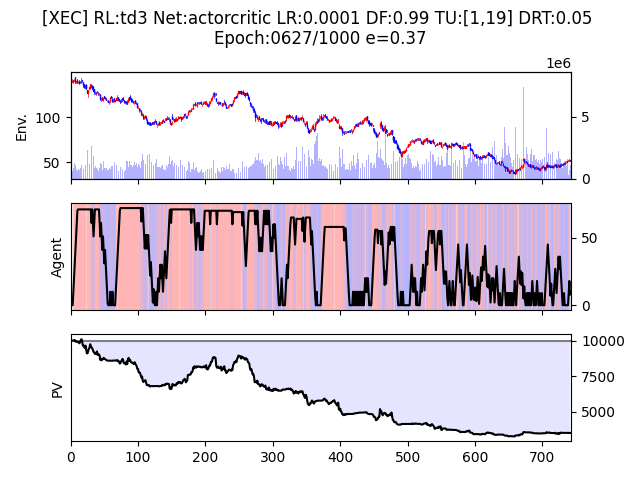 [XEC] RL:td3 Net:actorcritic LR:0.0001 DF:0.99 TU:[1,19] DRT:0.05
Epoch:0627/1000 e=0.37
1e6
Env.
100
50
5
0
Agent
50
0
PV
10000
7500
5000
0 100 200 300 400 500 600 700